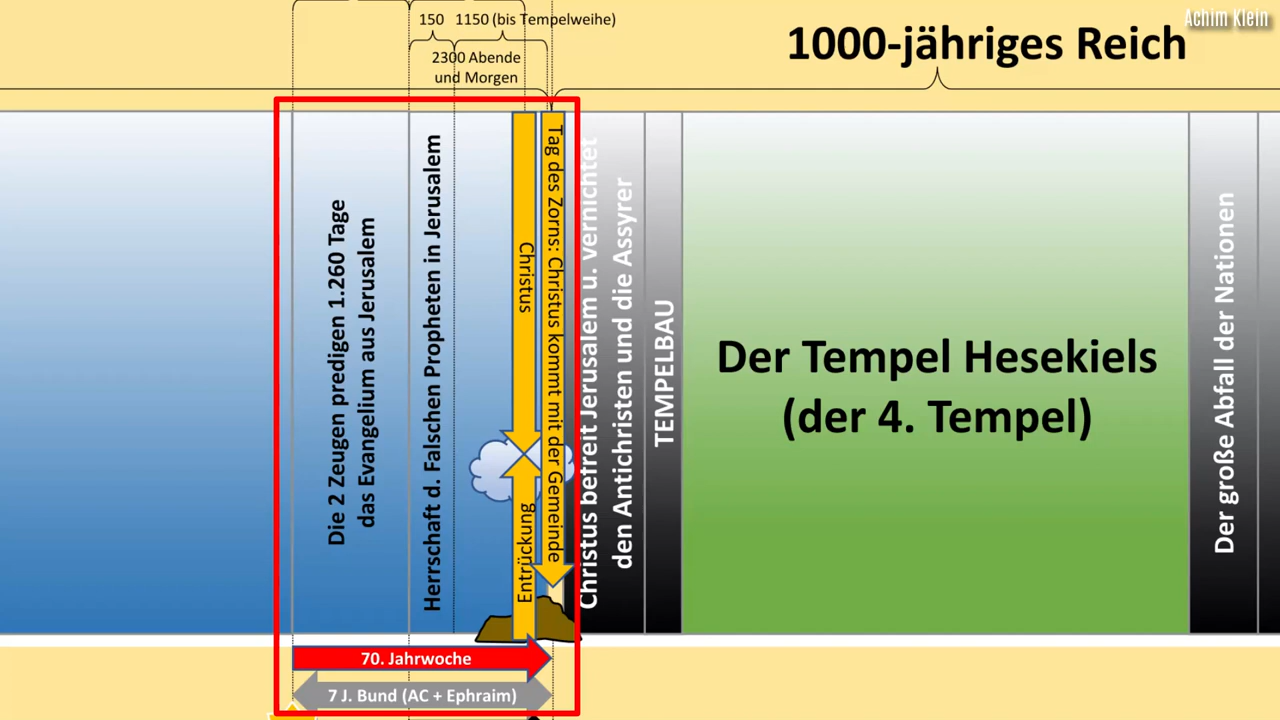 Achim Klein
150
1150 (bis Tempelweihe)
2300 Abende
und Morgen
1000-jähriges Reich
Die 2 Zeugen predigen 1.260 Tage
das Evangelium aus Jerusalem
Herrschaft d. Falschen Propheten in Jerusalem
Christus
Entrückung
Tag des Zorns: Christus kommt mit der Gemeinde
Christus befreit Jerusalem u. vernichtet
den Antichristen und die Assyrer
TEMPELBAU
Der Tempel Hesekiels
(der 4. Tempel)
Der große Abfall der Nationen
70. Jahrwoche
7 J. Bund (AC + Ephraim)